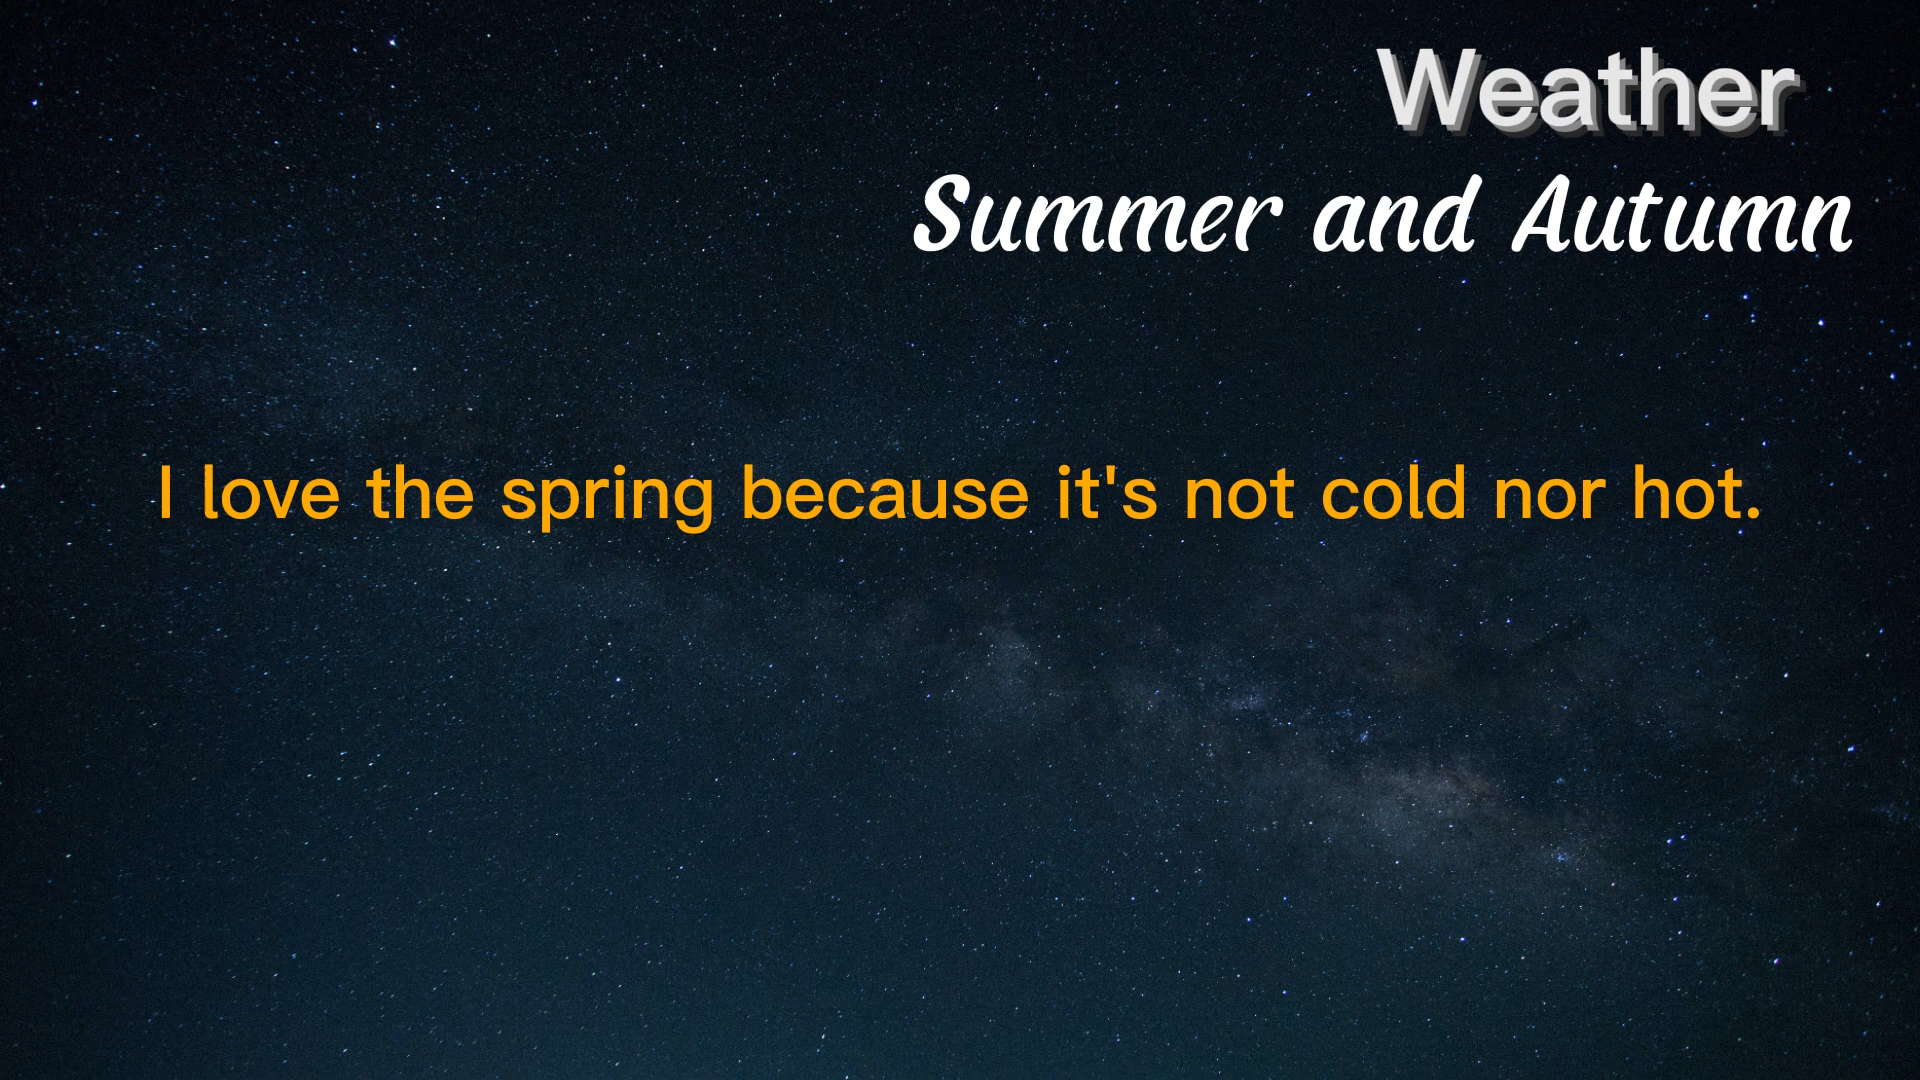 Weather
Summer and Autumn
I love the spring because it's not cold nor hot.